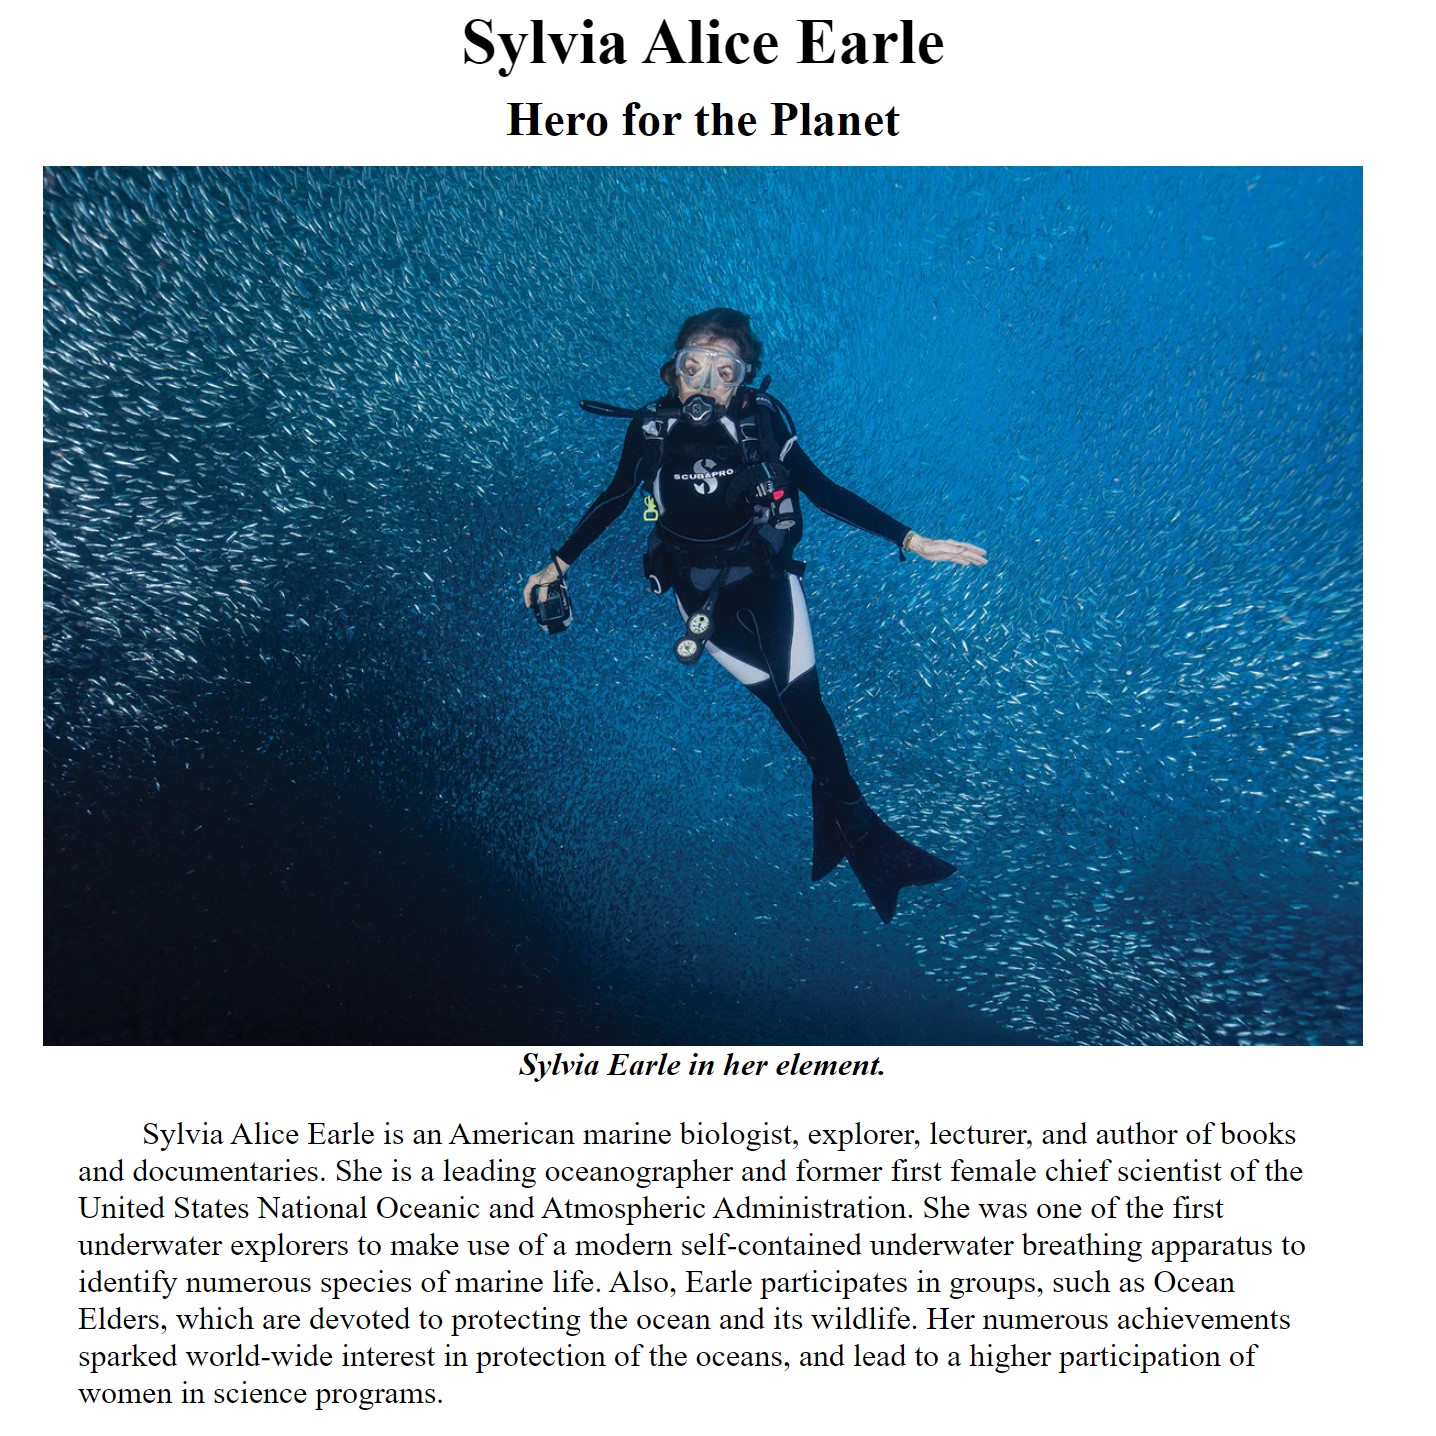 Sylvia Alice Earle
Hero for the Planet
SCUBAPRO
Sylvia Earle in her element.
Sylvia Alice Earle is an American marine biologist, explorer, lecturer, and author of books
and documentaries. She is a leading oceanographer and former first female chief scientist of the
United States National Oceanic and Atmospheric Administration. She was one of the first
underwater explorers to make use of a modern self-contained underwater breathing apparatus to
identify numerous species of marine life. Also, Earle participates in groups, such as Ocean
Elders, which are devoted to protecting the ocean and its wildlife. Her numerous achievements
sparked world-wide interest in protection of the oceans, and lead to a higher participation of
women in science programs.